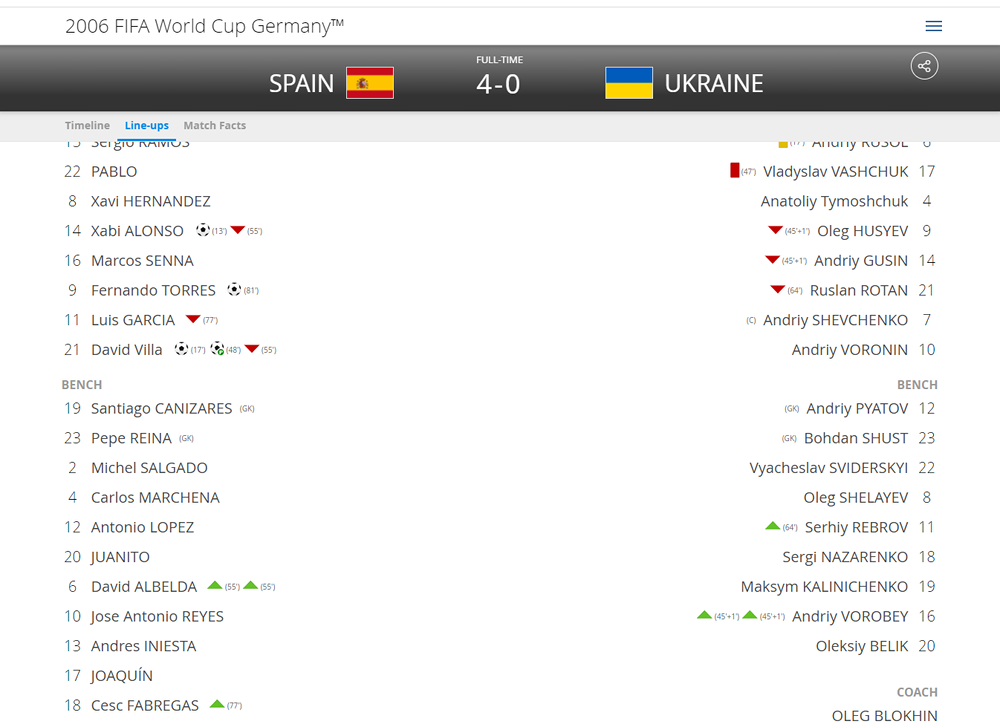 2006 FIFA World Cup Germany™
FULL-TIME
SPAIN 4-0 UKRAINE
Timeline Line-ups Match Facts
15 Sergio RAMOS (17') Andriy RUSOL 6
22 PABLO (47') Vladyslav VASHCHUK 17
8 Xavi HERNANDEZ Anatoliy Tymoshchuk 4
14 Xabi ALONSO (13') (55') (45'+1') Oleg HUSYEV 9
16 Marcos SENNA (45'+1') Andriy GUSIN 14
9 Fernando TORRES (81') (64') Ruslan ROTAN 21
11 Luis GARCIA (77') (C) Andriy SHEVCHENKO 7
21 David Villa (17') (48') (55') Andriy VORONIN 10
BENCH BENCH
19 Santiago CANIZARES (GK) (GK) Andriy PYATOV 12
23 Pepe REINA (GK) (GK) Bohdan SHUST 23
2 Michel SALGADO Vyacheslav SVIDERSKYI 22
4 Carlos MARCHENA Oleg SHELAYEV 8
12 Antonio LOPEZ (64') Serhiy REBROV 11
20 JUANITO Sergi NAZARENKO 18
6 David ALBELDA (55') (55') Maksym KALINICHENKO 19
10 Jose Antonio REYES (45'+1') (45'+1') Andriy VOROBEY 16
13 Andres INIESTA Oleksiy BELIK 20
17 JOAQUÍN
COACH
18 Cesc FABREGAS (77')
OLEG BLOKHIN